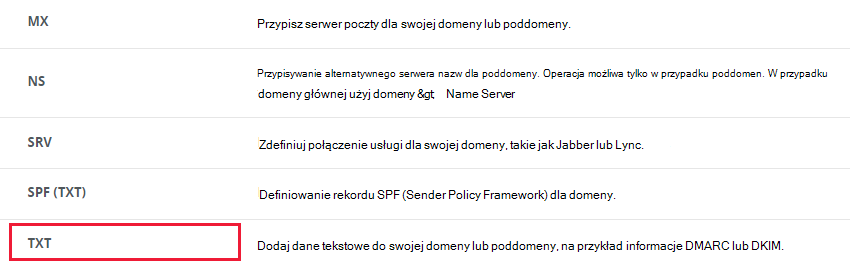 MX Przypisz serwer poczty dla swojej domeny lub poddomeny.
Przypisywanie alternatywnego serwera nazw dla poddomeny. Operacja możliwa tylko w przypadku poddomen. W przypadku
NS
domeny głównej użyj domeny &gt; Name Server
SRV Zdefiniuj połączenie usługi dla swojej domeny, takie jak Jabber lub Lync.
SPF (TXT) Definiowanie rekordu SPF (Sender Policy Framework) dla domeny.
TXT Dodaj dane tekstowe do swojej domeny lub poddomeny, na przykład informacje DMARC lub DKIM.